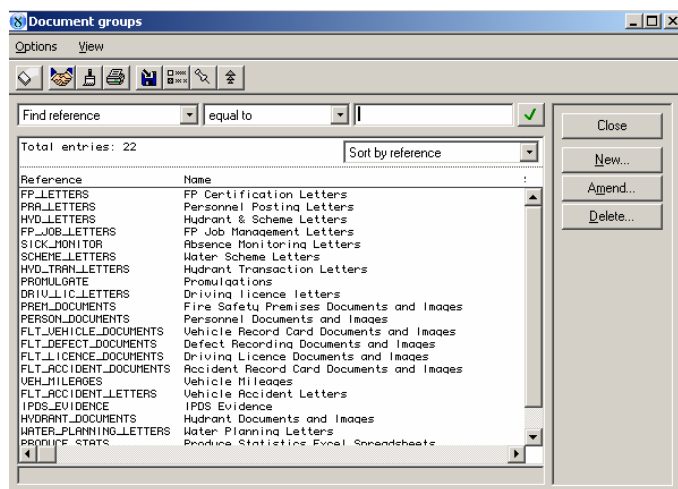 Document groups
Options View
Find reference equal to
Close
Total entries: 22 Sort by reference
New...
Reference Name :
Amend...
FP_LETTERS FP Certification Letters
PRA_LETTERS Personnel Posting Letters
Delete...
HYD_LETTERS Hydrant & Scheme Letters
FP_JOB_LETTERS FP Job Management Letters
SICK_MONITOR Absence Monitoring Letters
SCHEME_LETTERS Water Scheme Letters
HYD_TRAN_LETTERS Hydrant Transaction Letters
PROMULGATE Promulgations
DRIV_LIC_LETTERS Driving licence letters
PREM_DOCUMENTS Fire Safety Premises Documents and Images
PERSON_DOCUMENTS Personnel Documents and Images
FLT_VEHICLE_DOCUMENTS Vehicle Record Card Documents and Images
FLT_DEFECT_DOCUMENTS Defect Recording Documents and Images
FLT_LICENCE_DOCUMENTS Driving Licence Documents and Images
FLT_ACCIDENT_DOCUMENTS Accident Record Card Documents and Images
VEH_MILEAGES Vehicle Mileages
FLT_ACCIDENT_LETTERS Vehicle Accident Letters
IPDS_EVIDENCE IPDS Evidence
HYDRANT_DOCUMENTS Hydrant Documents and Images
WATER_PLANNING_LETTERS Water Planning Letters
PRODUCE_STATS Produce Statistics Excel Spreadsheets